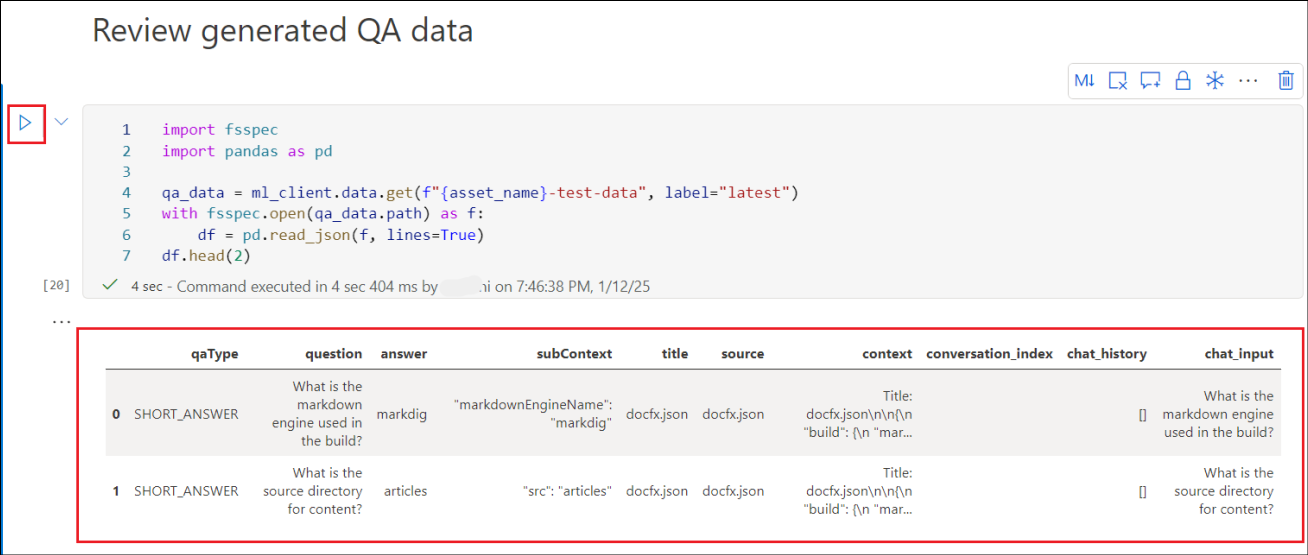 Review generated QA data
M↓
1 import fsspec
2 import pandas as pd
3
4 qa_data = ml_client.data.get(f"{asset_name}-test-data", label="latest")
5 with fsspec.open(qa_data.path) as f:
6 df = pd.read_json(f, lines=True)
7 df.head(2)
[20] 4 sec - Command executed in 4 sec 404 ms by on 7:46:38 PM, 1/12/25
...
qaType question answer subContext title source context conversation_index chat_history chat_input
What is the
markdown
engine used in
the build?
0 SHORT_ANSWER markdig
"markdownEngineName":
"markdig"
docfx.json docfx.json
Title:
docfx.json\n\n{\n
"build": {\n "mar...
[]
What is the
markdown engine
used in the build?
What is the
source directory
for content?
1 SHORT_ANSWER articles "src": "articles" docfx.json docfx.json
Title:
docfx.json\n\n{\n
"build": {\n "mar...
[]
What is the
source directory
for content?